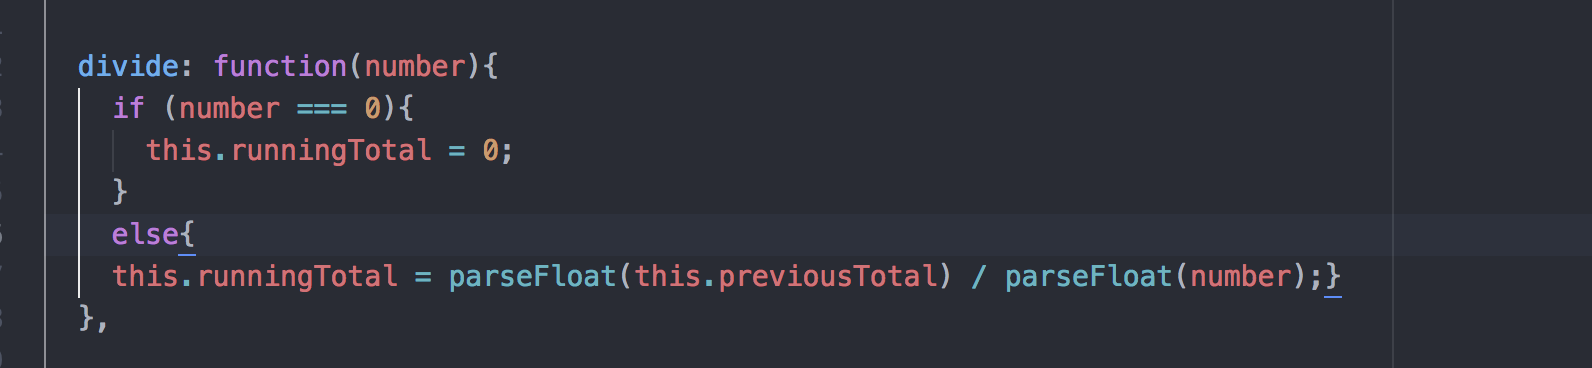 divide: function(number){
if (number === 0){
this.runningTotal = 0;
}
else{
this.runningTotal = parseFloat(this.previousTotal) / parseFloat(number);}
},